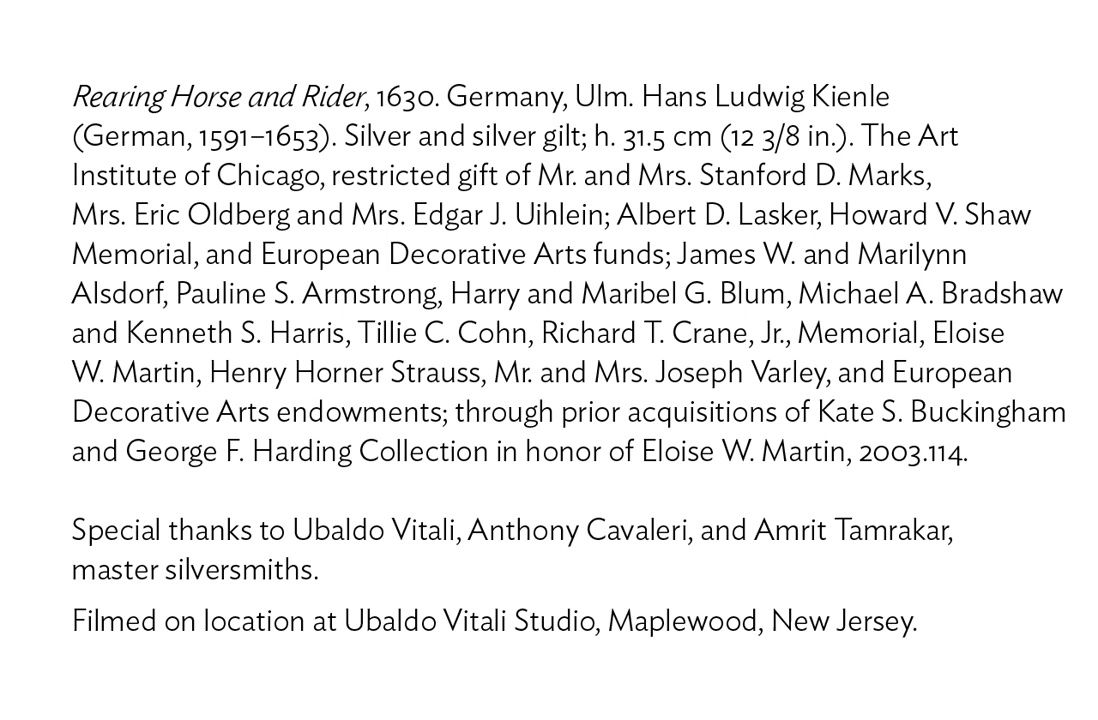 Rearing Horse and Rider, 1630. Germany, Ulm. Hans Ludwig Kienle
(German, 1591–1653). Silver and silver gilt; h. 31.5 cm (12 3/8 in.). The Art
Institute of Chicago, restricted gift of Mr. and Mrs. Stanford D. Marks,
Mrs. Eric Oldberg and Mrs. Edgar J. Uihlein; Albert D. Lasker, Howard V. Shaw
Memorial, and European Decorative Arts funds; James W. and Marilynn
Alsdorf, Pauline S. Armstrong, Harry and Maribel G. Blum, Michael A. Bradshaw
and Kenneth S. Harris, Tillie C. Cohn, Richard T. Crane, Jr., Memorial, Eloise
W. Martin, Henry Horner Strauss, Mr. and Mrs. Joseph Varley, and European
Decorative Arts endowments; through prior acquisitions of Kate S. Buckingham
and George F. Harding Collection in honor of Eloise W. Martin, 2003.114.
Special thanks to Ubaldo Vitali, Anthony Cavaleri, and Amrit Tamrakar,
master silversmiths.
Filmed on location at Ubaldo Vitali Studio, Maplewood, New Jersey.